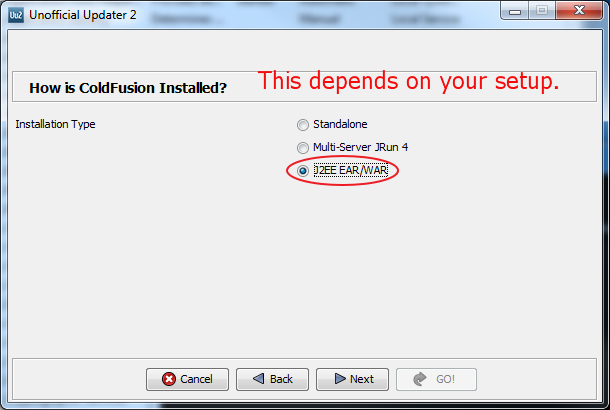 Uu2 Unofficial Updater 2
How is ColdFusion Installed? This depends on your setup.
Installation Type
Standalone
Multi-Server JRun 4
J2EE EAR/WAR
Cancel Back Next GO!